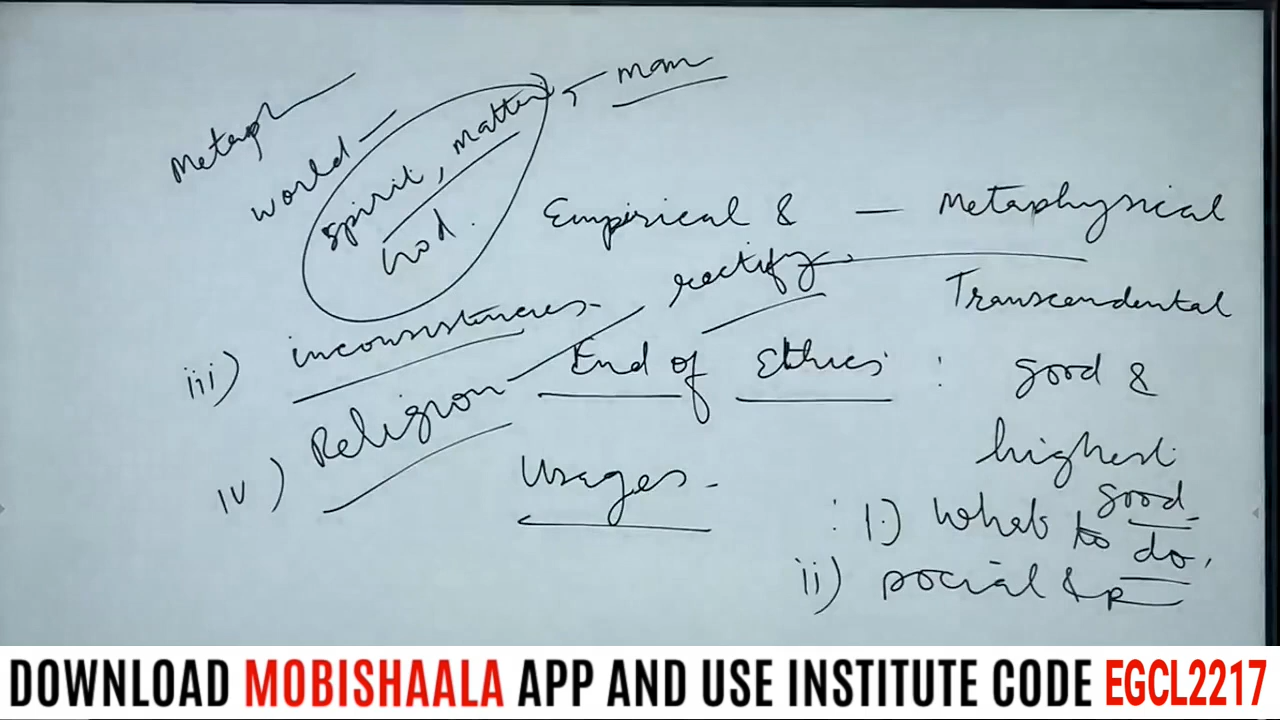 Metaph
world –
spirit, matter, – man
God.
Empirical & – Metaphysical
Transcendental
iii) inconsistencies – rectify.
End of Ethics : good &
highest
good
iv) Religion
Usages –
: 1.) What to do,
ii) social &
DOWNLOAD MOBISHAALA APP AND USE INSTITUTE CODE EGCL2217